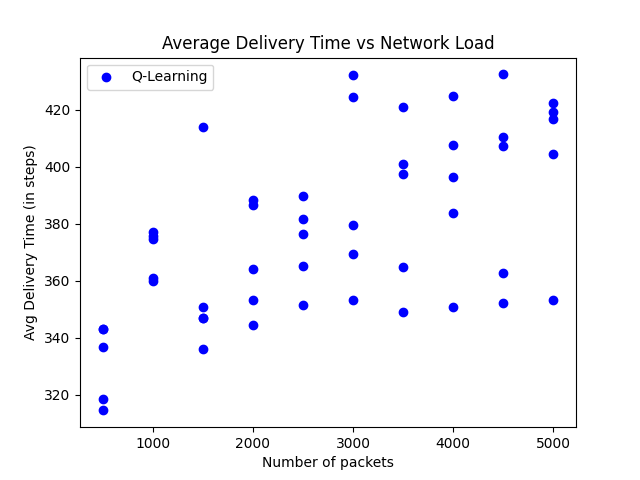 Average Delivery Time vs Network Load
Q-Learning
Avg Delivery Time (in steps)
420
400
380
360
340
320
1000 2000 3000 4000 5000
Number of packets